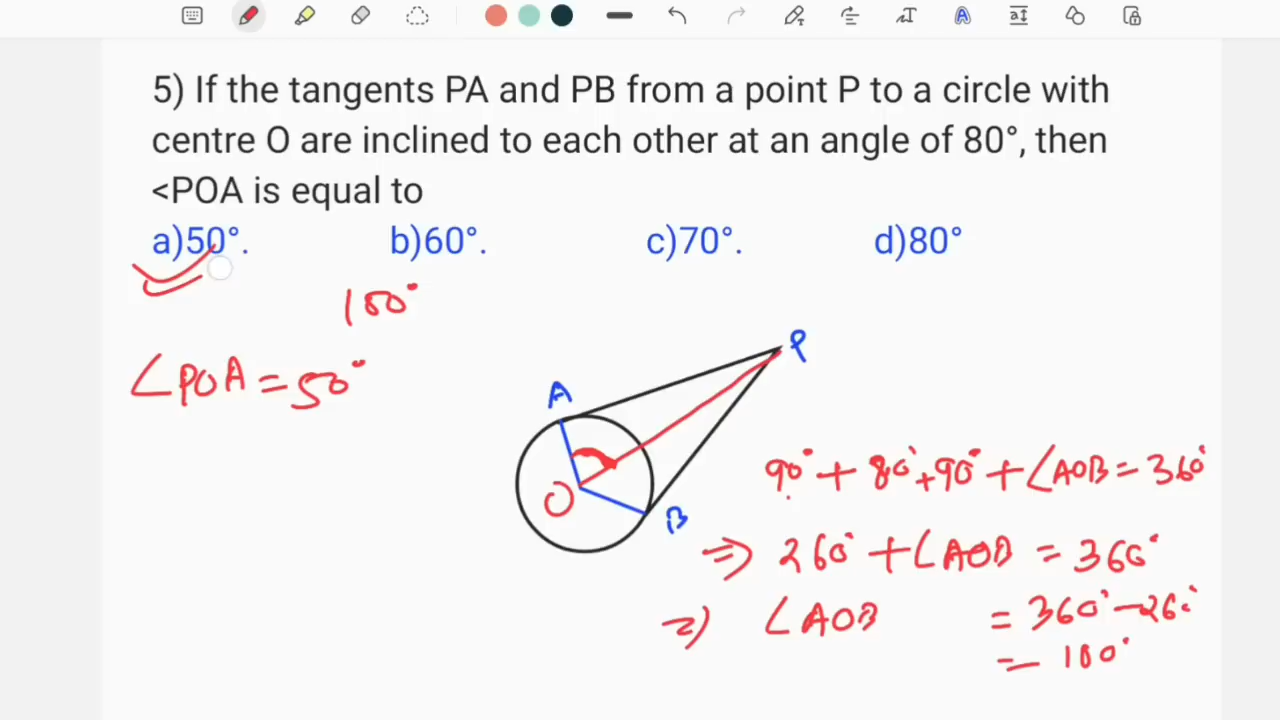 5) If the tangents PA and PB from a point P to a circle with
centre O are inclined to each other at an angle of 80°, then
<POA is equal to
a)50°. b)60°. c)70°. d)80°
100°
∠POA = 50°
P
A
O
B
90° + 80° + 90° + ∠AOB = 360°
⇒ 260° + ∠AOB = 360°
⇒ ∠AOB = 360° - 260°
= 100°